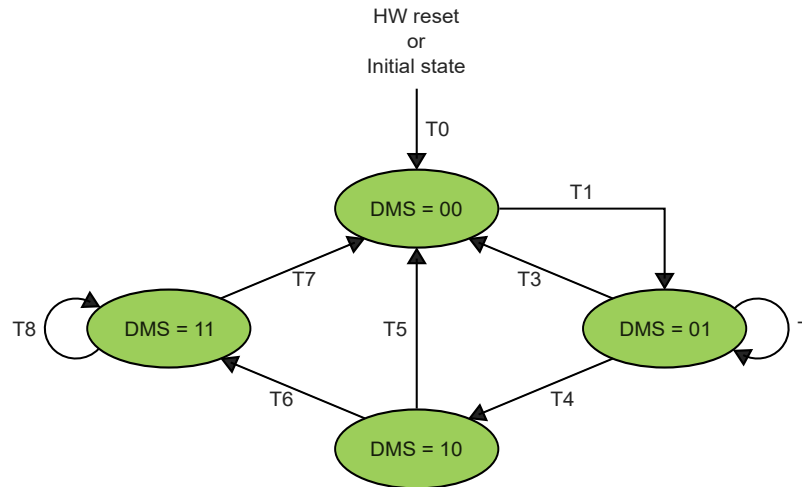 HW reset
or
Initial state
T0
DMS = 00
T1
T7
T3
T8
DMS = 11
T5
DMS = 01
T6
T4
DMS = 10